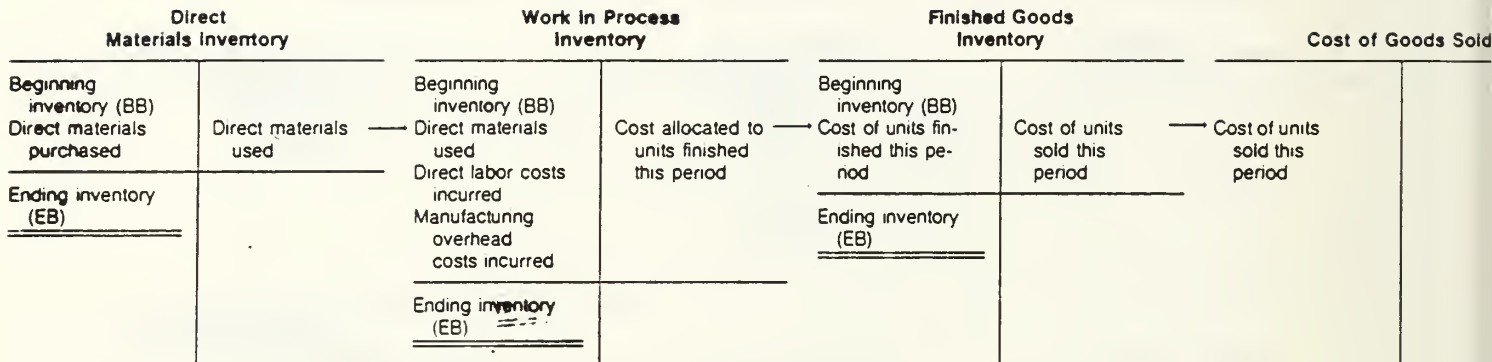 Direct
Materials Inventory
Beginning
inventory (BB)
Direct materials
purchased
Direct materials
used
Ending inventory
(EB)
Work in Process
Inventory
Beginning
inventory (BB)
Direct materials
used
Direct labor costs
incurred
Manufacturing
overhead
costs incurred
Cost allocated to
units finished
this period
Ending inventory
(EB)
Finished Goods
Inventory
Beginning
inventory (BB)
Cost of units fin-
ished this pe-
riod
Cost of units
sold this
period
Ending inventory
(EB)
Cost of Goods Sold
Cost of units
sold this
period